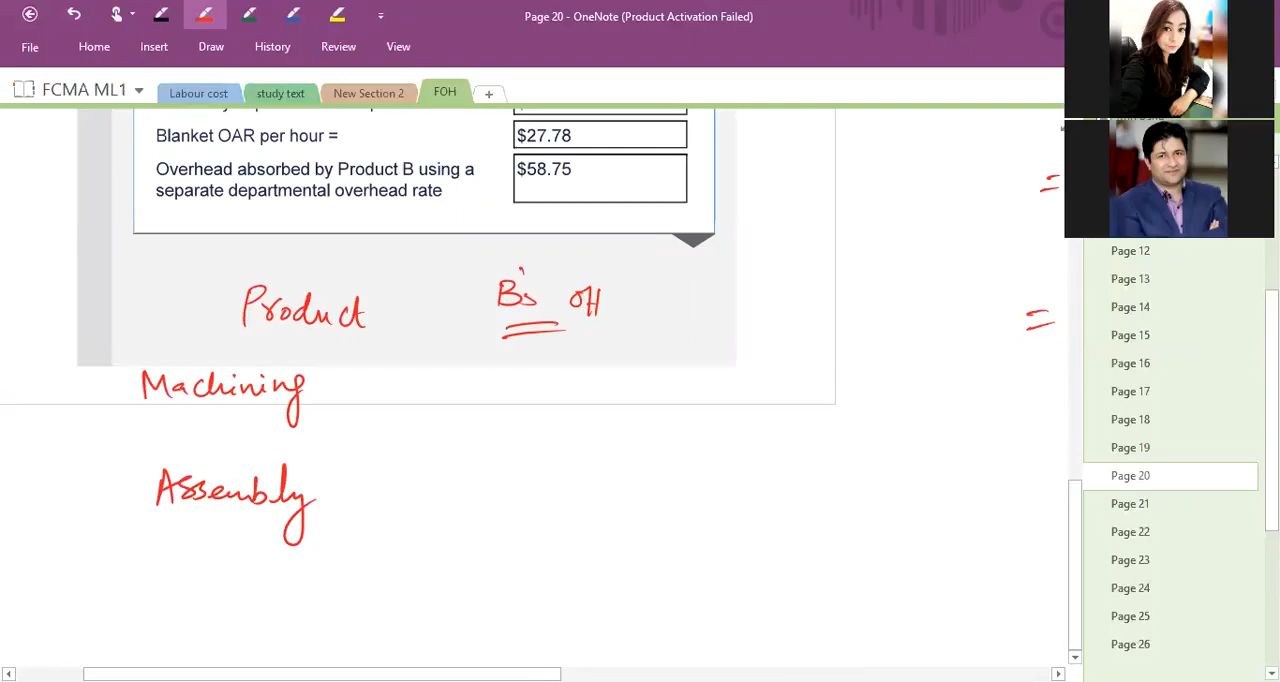 Page 20 - OneNote (Product Activation Failed)
File Home Insert Draw History Review View
FCMA ML1 Labour cost study text New Section 2 FOH +
Blanket OAR per hour = $27.78
Overhead absorbed by Product B using a $58.75
separate departmental overhead rate
=
Product B's OH
=
Machining
Assembly
Page 12
Page 13
Page 14
Page 15
Page 16
Page 17
Page 18
Page 19
Page 20
Page 21
Page 22
Page 23
Page 24
Page 25
Page 26